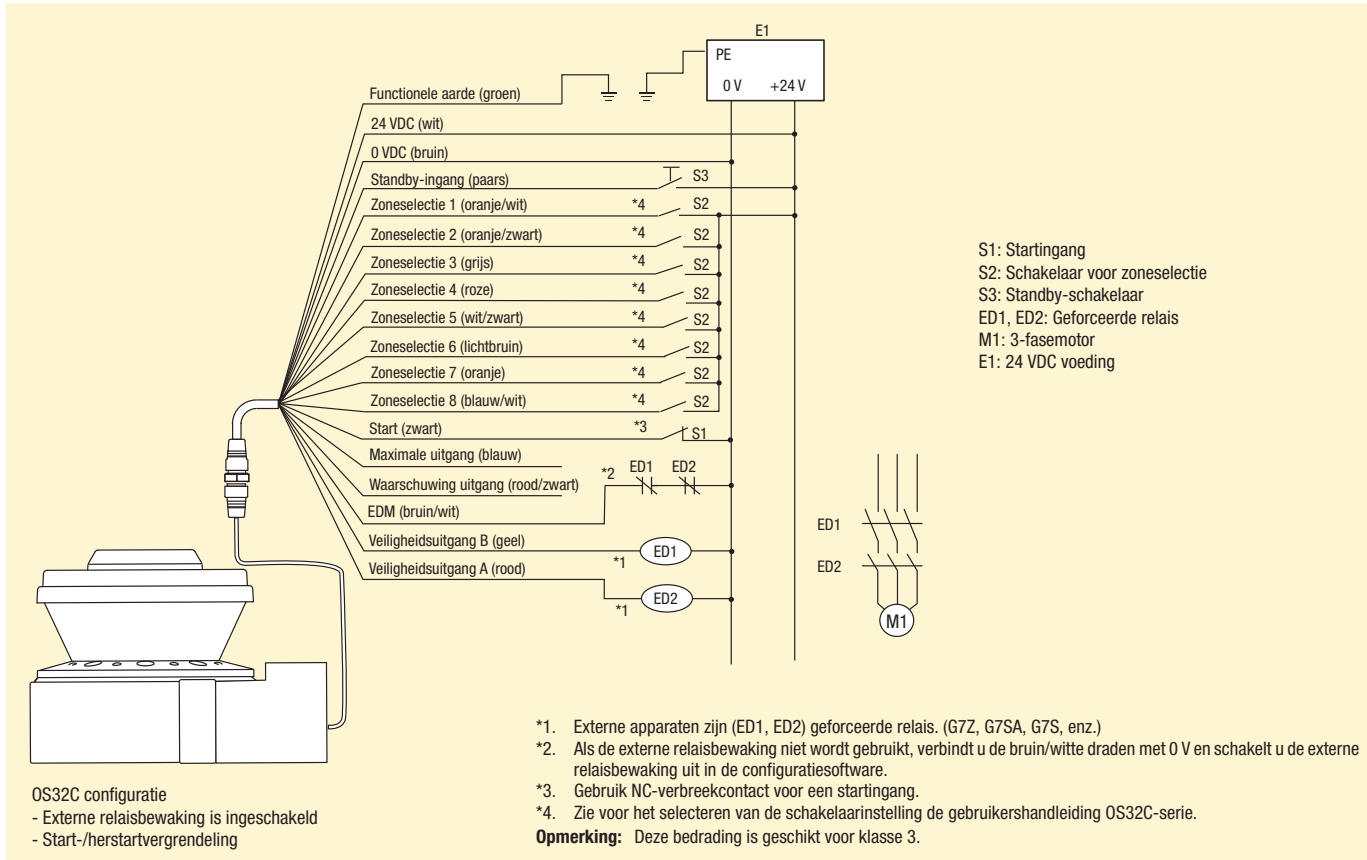 E1
PE
0 V +24 V
Functionele aarde (groen)
24 VDC (wit)
0 VDC (bruin)
Standby-ingang (paars) S3
Zoneselectie 1 (oranje/wit) *4 S2
Zoneselectie 2 (oranje/zwart) *4 S2
Zoneselectie 3 (grijs) *4 S2
Zoneselectie 4 (roze) *4 S2
Zoneselectie 5 (wit/zwart) *4 S2
Zoneselectie 6 (lichtbruin) *4 S2
Zoneselectie 7 (oranje) *4 S2
Zoneselectie 8 (blauw/wit) *4 S2
Start (zwart) *3 S1
Maximale uitgang (blauw)
Waarschuwing uitgang (rood/zwart) *2 ED1 ED2
EDM (bruin/wit)
Veiligheidsuitgang B (geel) *1 ED1
Veiligheidsuitgang A (rood) *1 ED2
S1: Startingang
S2: Schakelaar voor zoneselectie
S3: Standby-schakelaar
ED1, ED2: Geforceerde relais
M1: 3-fasemotor
E1: 24 VDC voeding
ED1
ED2
M1
OS32C configuratie
- Externe relaisbewaking is ingeschakeld
- Start-/herstartvergrendeling
*1. Externe apparaten zijn (ED1, ED2) geforceerde relais. (G7Z, G7SA, G7S, enz.)
*2. Als de externe relaisbewaking niet wordt gebruikt, verbindt u de bruin/witte draden met 0 V en schakelt u de externe
relaisbewaking uit in de configuratiesoftware.
*3. Gebruik NC-verbreekcontact voor een startingang.
*4. Zie voor het selecteren van de schakelaarinstelling de gebruikershandleiding OS32C-serie.
Opmerking: Deze bedrading is geschikt voor klasse 3.